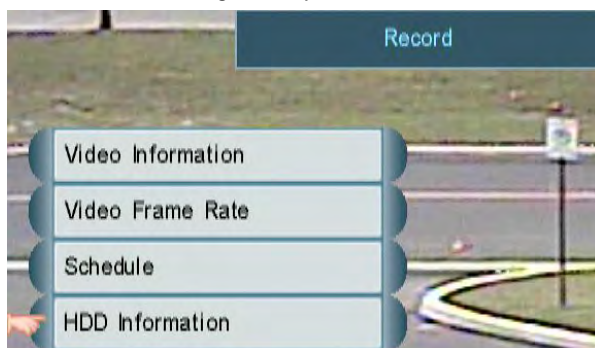 Record
Video Information
Video Frame Rate
Schedule
HDD Information